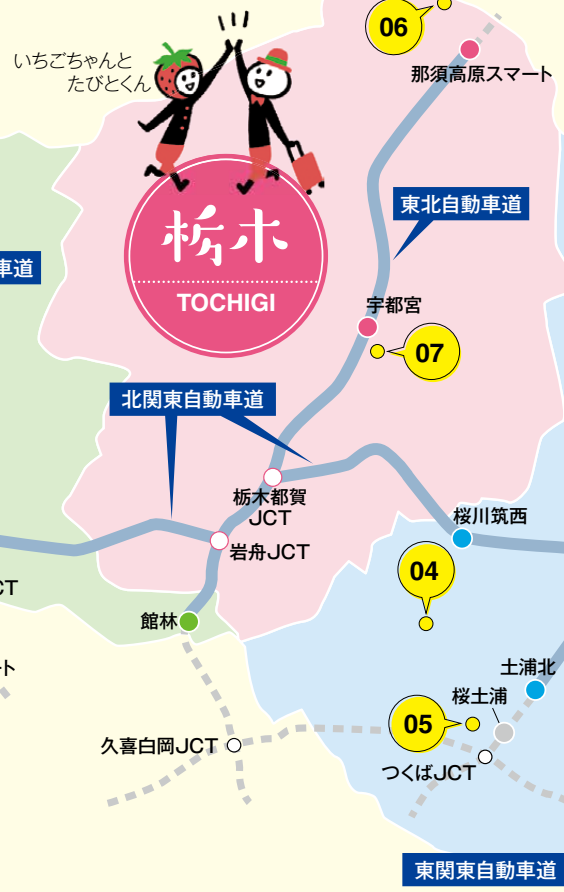 06
那須高原スマート
いちごちゃんと
たびとくん
栃木
TOCHIGI
東北自動車道
車道
宇都宮
07
北関東自動車道
栃木都賀
JCT
桜川筑西
岩舟JCT
04
CT
館林
ト
土浦北
桜土浦
05
久喜白岡JCT
つくばJCT
東関東自動車道